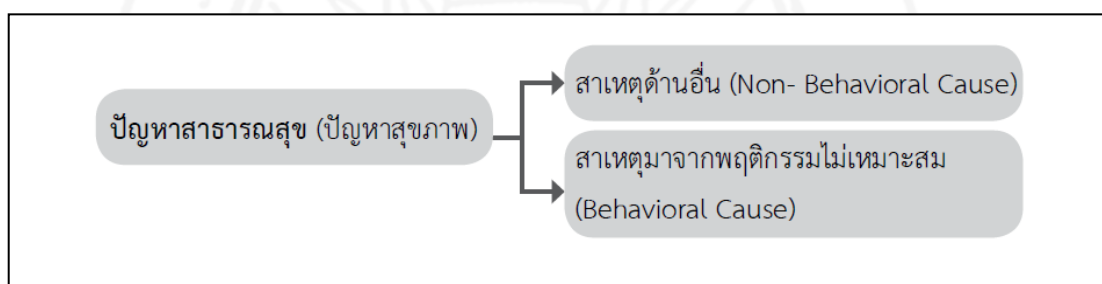 สาเหตุด้านอื่น (Non- Behavioral Cause)
ปัญหาสาธารณสุข (ปัญหาสุขภาพ)
สาเหตุมาจากพฤติกรรมไม่เหมาะสม
(Behavioral Cause)